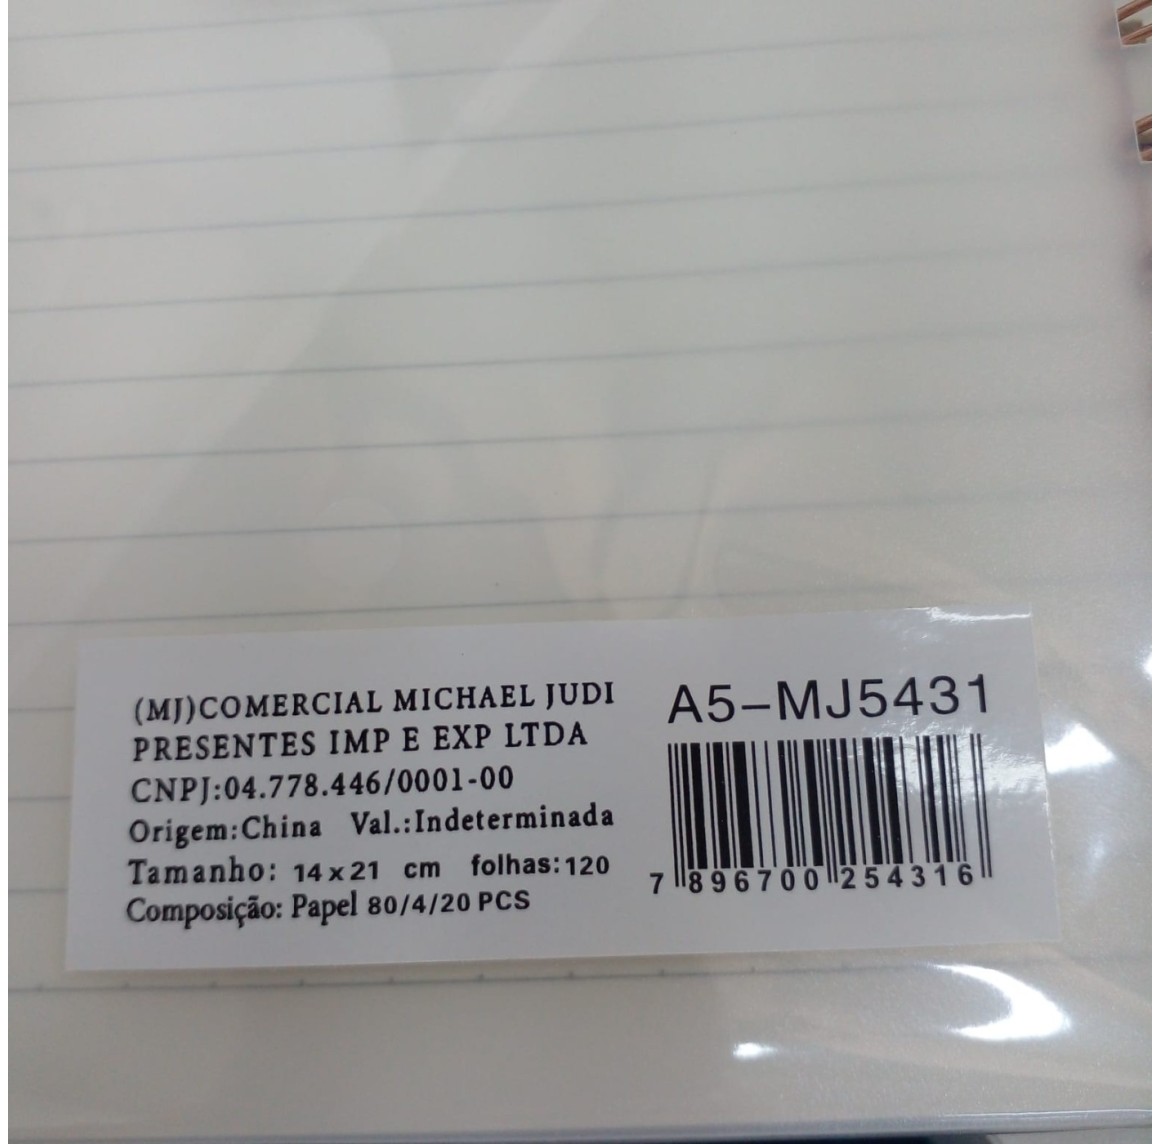 (MJ)COMERCIAL MICHAEL JUDI
PRESENTES IMP E EXP LTDA
CNPJ:04.778.446/0001-00
Origem:China Val.:Indeterminada
Tamanho: 14x21 cm folhas:120
Composição: Papel 80/4/20 PCS
A5-MJ5431
7 896700 254316